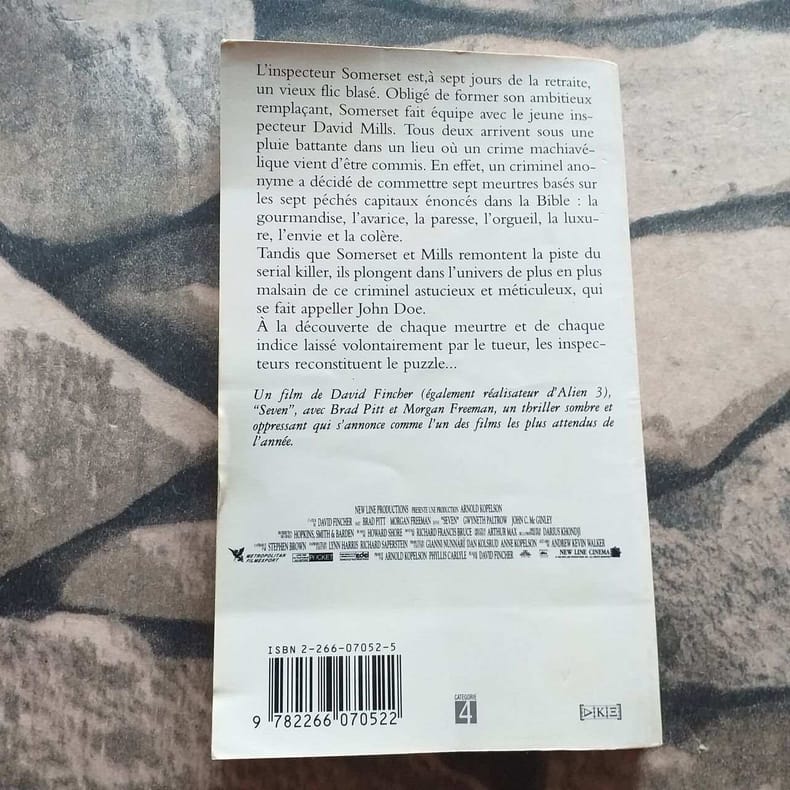 L'inspecteur Somerset est,à sept jours de la retraite,
un vieux flic blasé. Obligé de former son ambitieux
remplaçant, Somerset fait équipe avec le jeune ins-
pecteur David Mills. Tous deux arrivent sous une
pluie battante dans un lieu où un crime machiavé-
lique vient d'être commis. En effet, un criminel ano-
nyme a décidé de commettre sept meurtres basés sur
les sept péchés capitaux énoncés dans la Bible : la
gourmandise, l'avarice, la paresse, l'orgueil, la luxu-
re, l'envie et la colère.
Tandis que Somerset et Mills remontent la piste du
serial killer, ils plongent dans l'univers de plus en plus
malsain de ce criminel astucieux et méticuleux, qui
se fait appeller John Doe.
À la découverte de chaque meurtre et de chaque
indice laissé volontairement par le tueur, les inspec-
teurs reconstituent le puzzle...
Un film de David Fincher (également réalisateur d'Alien 3),
"Seven", avec Brad Pitt et Morgan Freeman, un thriller sombre et
oppressant qui s'annonce comme l'un des films les plus attendus de
l'année.
NEW LINE PRODUCTIONS PRESENTE UNE PRODUCTION ARNOLD KOPELSON
DAVID FINCHER BRAD PITT MORGAN FREEMAN "SEVEN" GWYNETH PALTROW JOHN C. Mc GINLEY
HOPKINS, SMITH & BARDEN HOWARD SHORE RICHARD FRANCIS BRUCE ARTHUR MAX DARIUS KHONDJI
STEPHEN BROWN LYNN HARRIS RICHARD SAPERSTEIN GIANNI NUNNARI DAN KOLSRUD ANNE KOPELSON ANDREW KEVIN WALKER
METROPOLITAN FILMEXPORT POCKET ARNOLD KOPELSON PHYLLIS CARLYLE DAVID FINCHER NEW LINE CINEMA
ISBN 2-266-07052-5
9 782266 070522
CATEGORIE
4